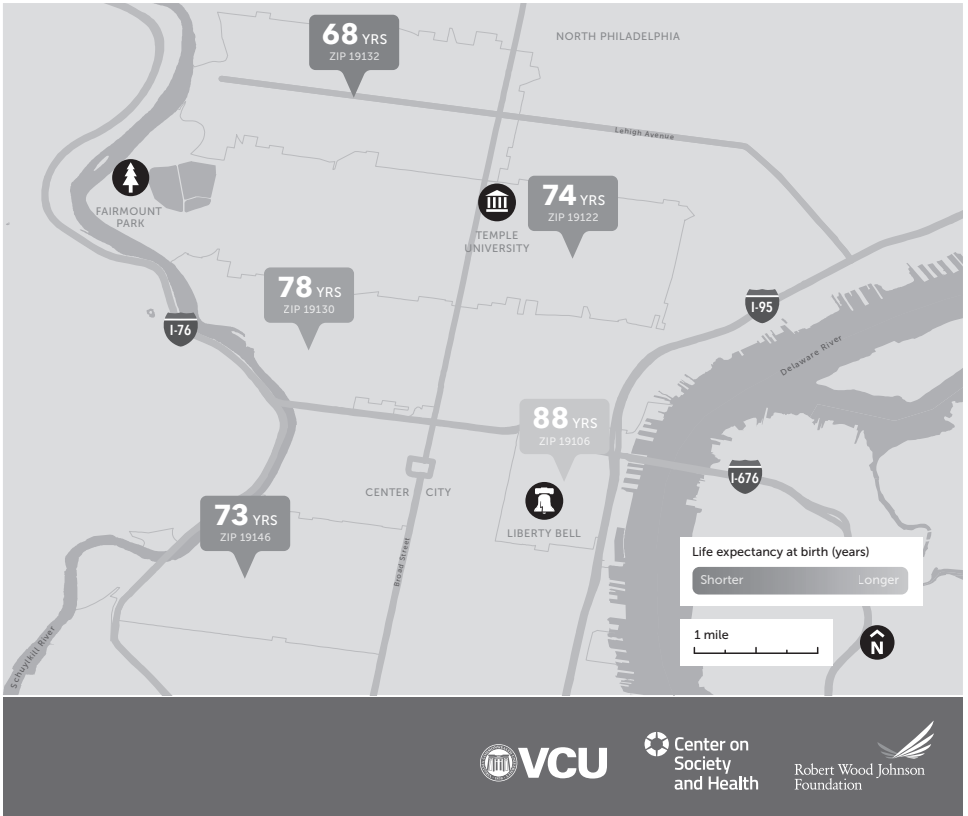 68 YRS
ZIP 19132
NORTH PHILADELPHIA
Lehigh Avenue
FAIRMOUNT
PARK
74 YRS
ZIP 19122
TEMPLE
UNIVERSITY
78 YRS
ZIP 19130
I-76
I-95
Delaware River
88 YRS
ZIP 19106
I-676
CENTER CITY
LIBERTY BELL
73 YRS
ZIP 19146
Broad Street
Schuylkill River
Life expectancy at birth (years)
Shorter Longer
1 mile
N
VCU
Center on
Society
and Health
Robert Wood Johnson
Foundation